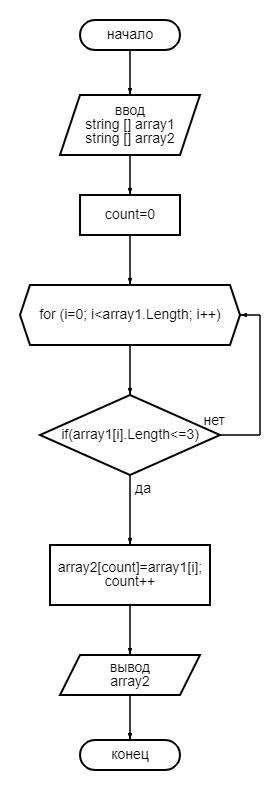 начало
ввод
string [] array1
string [] array2
count=0
for (i=0; i<array1.Length; i++)
if(array1[i].Length<=3)
нет
да
array2[count]=array1[i];
count++
вывод
array2
конец